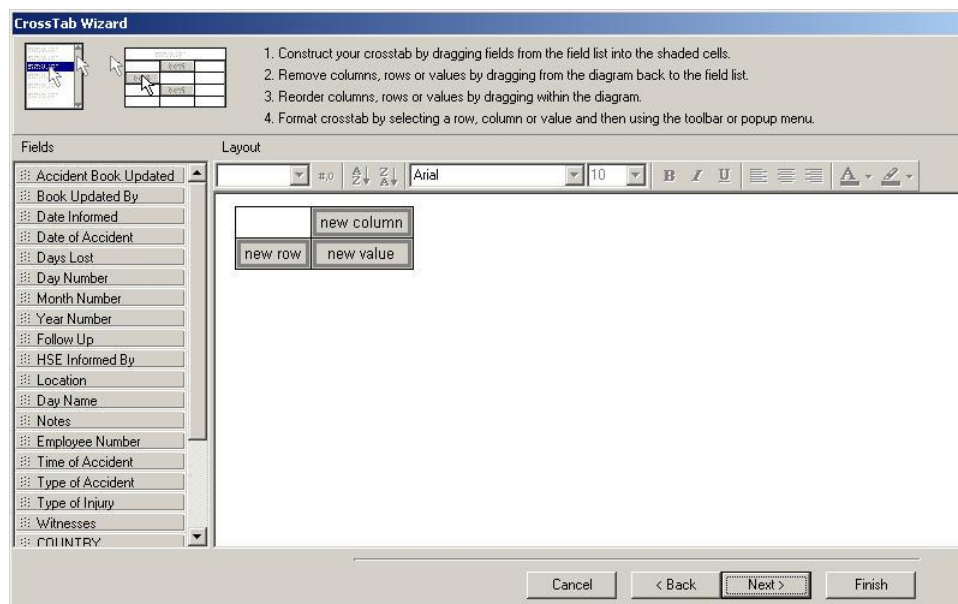 CrossTab Wizard
1. Construct your crosstab by dragging fields from the field list into the shaded cells.
2. Remove columns, rows or values by dragging from the diagram back to the field list.
3. Reorder columns, rows or values by dragging within the diagram.
4. Format crosstab by selecting a row, column or value and then using the toolbar or popup menu.
Fields
Layout
#,0 Arial 10 B I U A
Accident Book Updated
Book Updated By
Date Informed
Date of Accident
Days Lost
Day Number
Month Number
Year Number
Follow Up
HSE Informed By
Location
Day Name
Notes
Employee Number
Time of Accident
Type of Accident
Type of Injury
Witnesses
COUNTRY
new column
new row new value
Cancel < Back Next > Finish